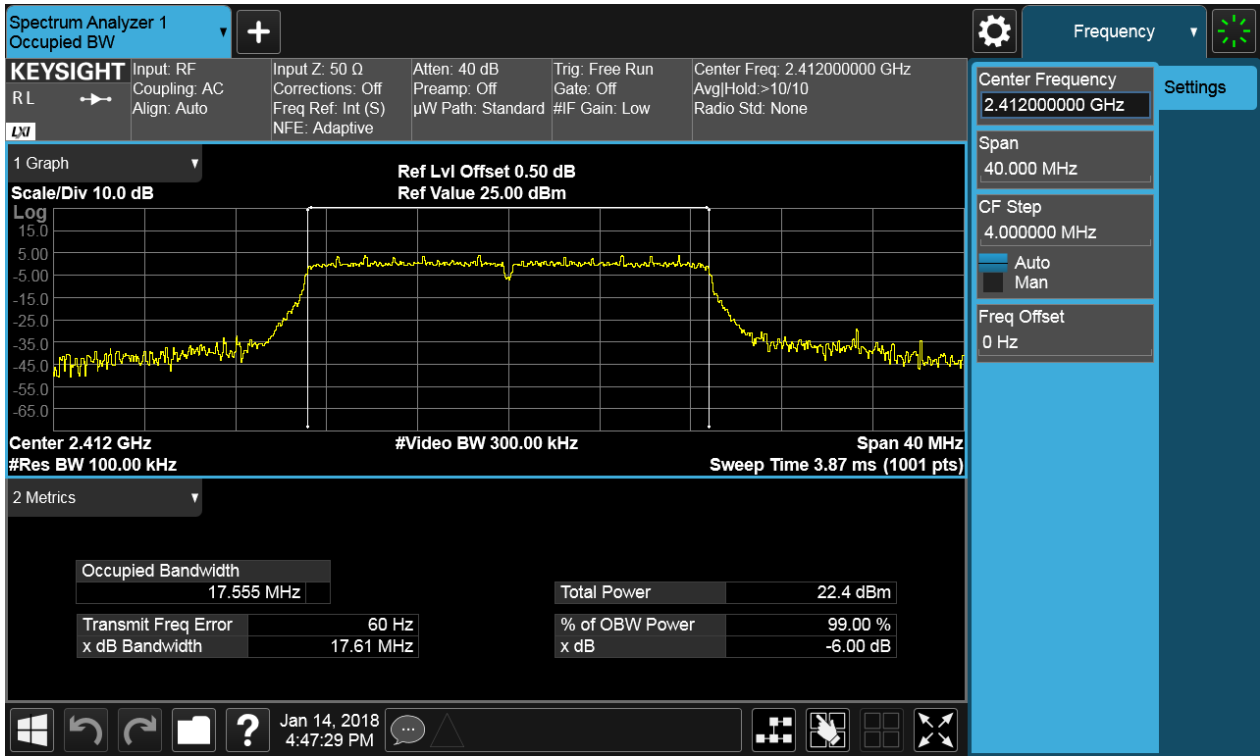 Spectrum Analyzer 1
Occupied BW
+
Frequency
KEYSIGHT
RL
LXI
Input: RF
Coupling: AC
Align: Auto
Input Z: 50 Ω
Corrections: Off
Freq Ref: Int (S)
NFE: Adaptive
Atten: 40 dB
Preamp: Off
µW Path: Standard
Trig: Free Run
Gate: Off
#IF Gain: Low
Center Freq: 2.412000000 GHz
Avg|Hold:>10/10
Radio Std: None
Center Frequency
2.412000000 GHz
Settings
Span
40.000 MHz
CF Step
4.000000 MHz
Auto
Man
Freq Offset
0 Hz
1 Graph
Scale/Div 10.0 dB
Ref Lvl Offset 0.50 dB
Ref Value 25.00 dBm
Log
15.0
5.00
-5.00
-15.0
-25.0
-35.0
-45.0
-55.0
-65.0
Center 2.412 GHz
#Video BW 300.00 kHz
Span 40 MHz
#Res BW 100.00 kHz
Sweep Time 3.87 ms (1001 pts)
2 Metrics
Occupied Bandwidth
17.555 MHz
Total Power 22.4 dBm
Transmit Freq Error 60 Hz
% of OBW Power 99.00 %
x dB Bandwidth 17.61 MHz
x dB -6.00 dB
?
Jan 14, 2018
4:47:29 PM